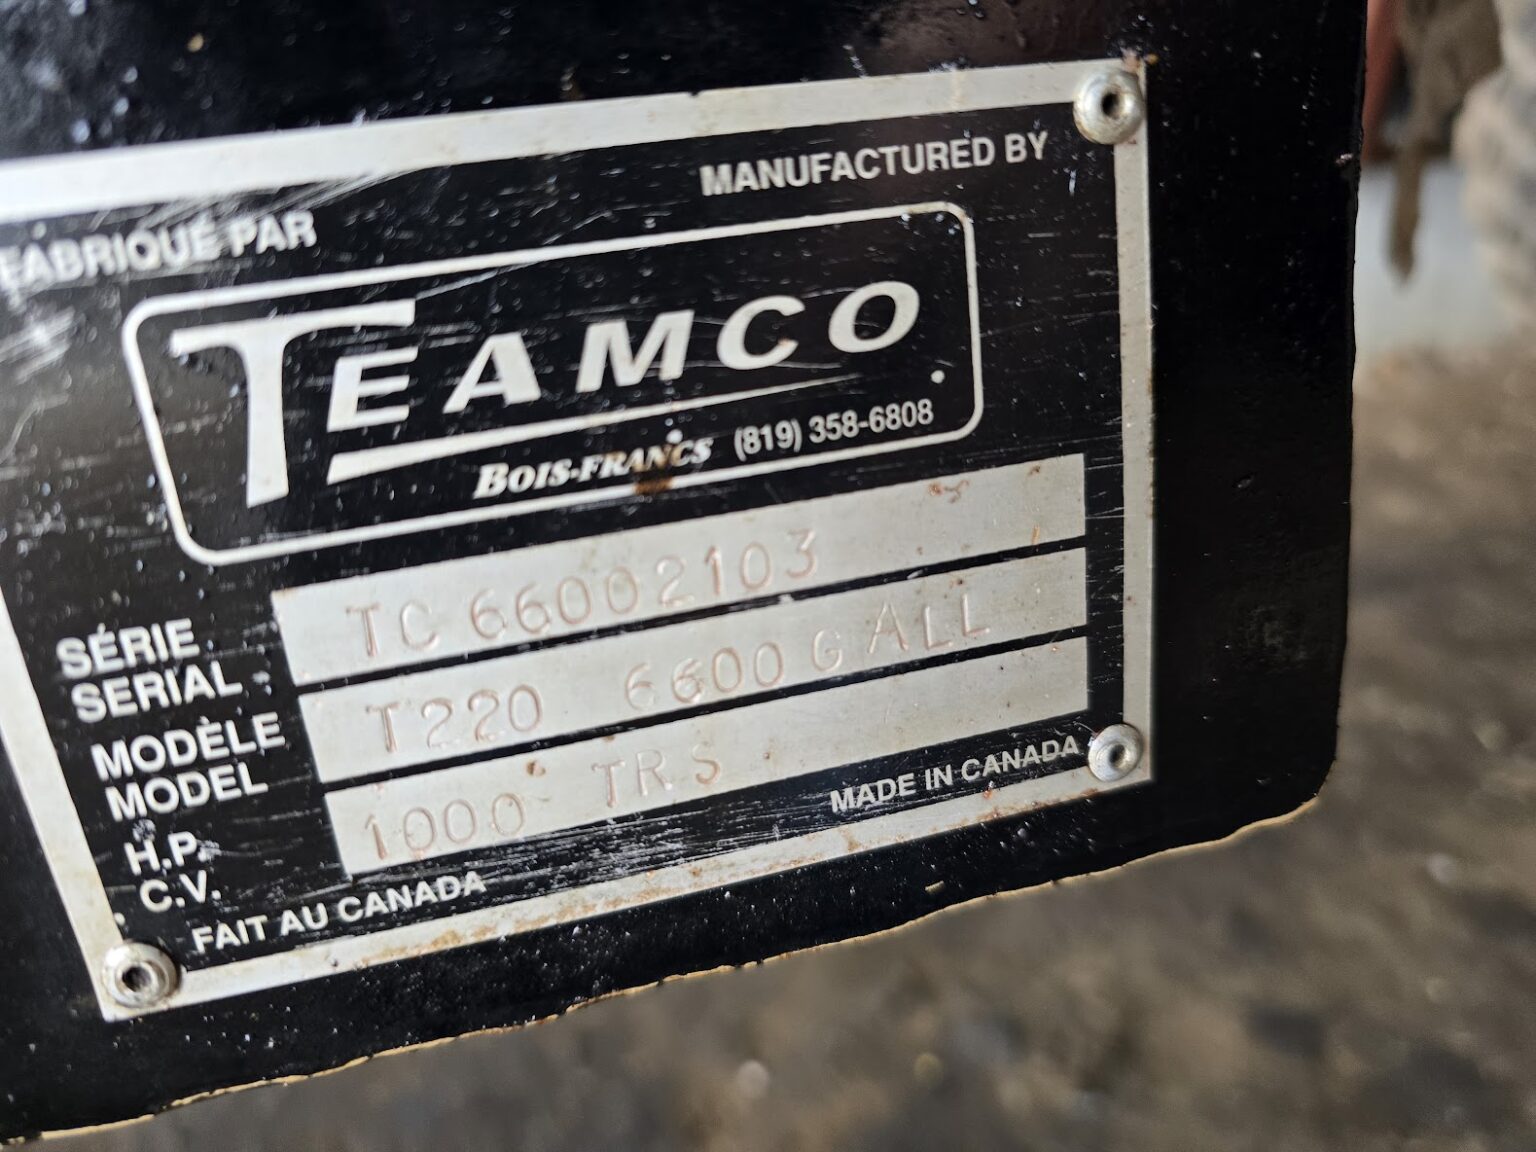 FABRIQUÉ PAR
MANUFACTURED BY
TEAMCO
BOIS-FRANCS (819) 358-6808
SÉRIE
SERIAL
TC 66002103
MODÈLE
MODEL
T220 6600 GALL
H.P.
C.V.
1000 TRS
FAIT AU CANADA
MADE IN CANADA